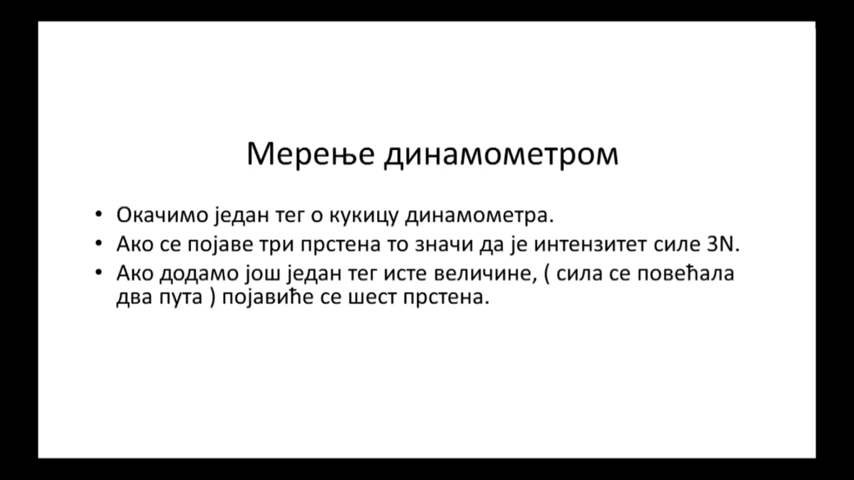 Мерење динамометром
• Окачимо један тег о кукицу динамометра.
• Ако се појаве три прстена то значи да је интензитет силе 3N.
• Ако додамо још један тег исте величине, ( сила се повећала
два пута ) појавиће се шест прстена.